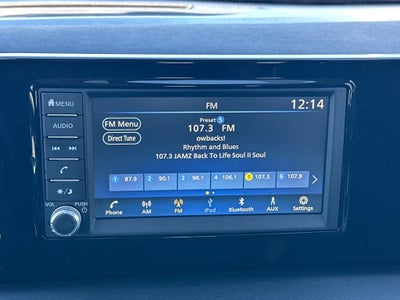 MENU
AUDIO
VOL PUSH
FM 12:14
FM Menu
Direct Tune
Preset 5
107.3 FM
owbacks!
Rhythm and Blues
107.3 JAMZ Back To Life Soul II Soul
1 87.9 2 90.1 3 98.1 4 106.1 5 107.3 6 107.9
Phone AM FM iPod Bluetooth AUX Settings